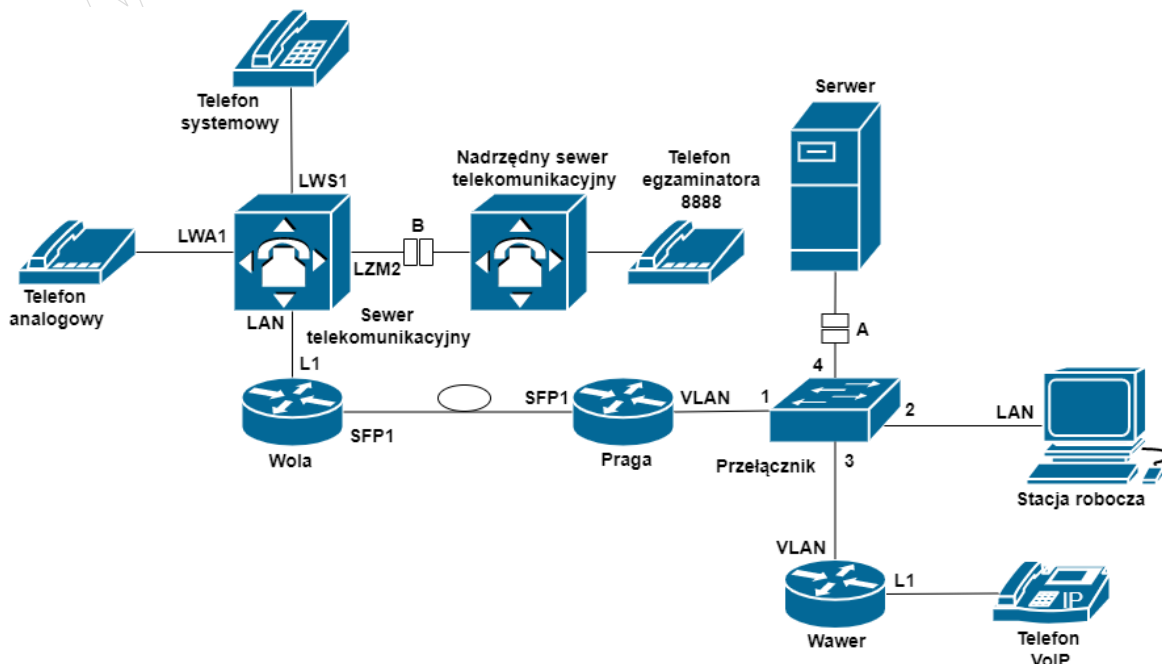 Serwer
Telefon
systemowy
Nadrzędny sewer
telekomunikacyjny
Telefon
egzaminatora
8888
LWS1
B
LWA1
LZM2
Telefon
analogowy
LAN
Sewer
telekomunikacyjny
A
L1
4
SFP1
VLAN
1
2
LAN
SFP1
Wola
Praga
Przełącznik
3
Stacja robocza
VLAN
L1
IP
Wawer
Telefon
VoIP